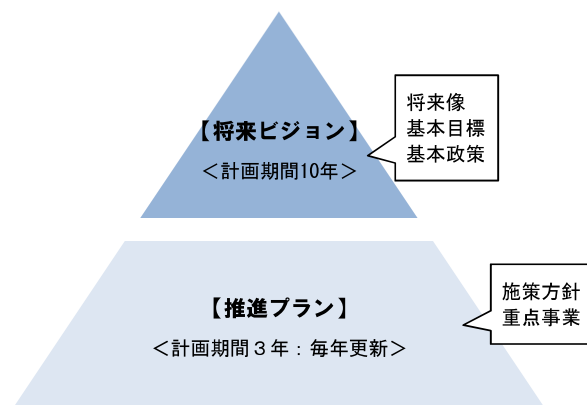 【将来ビジョン】
＜計画期間10年＞
将来像
基本目標
基本政策
【推進プラン】
＜計画期間３年：毎年更新＞
施策方針
重点事業